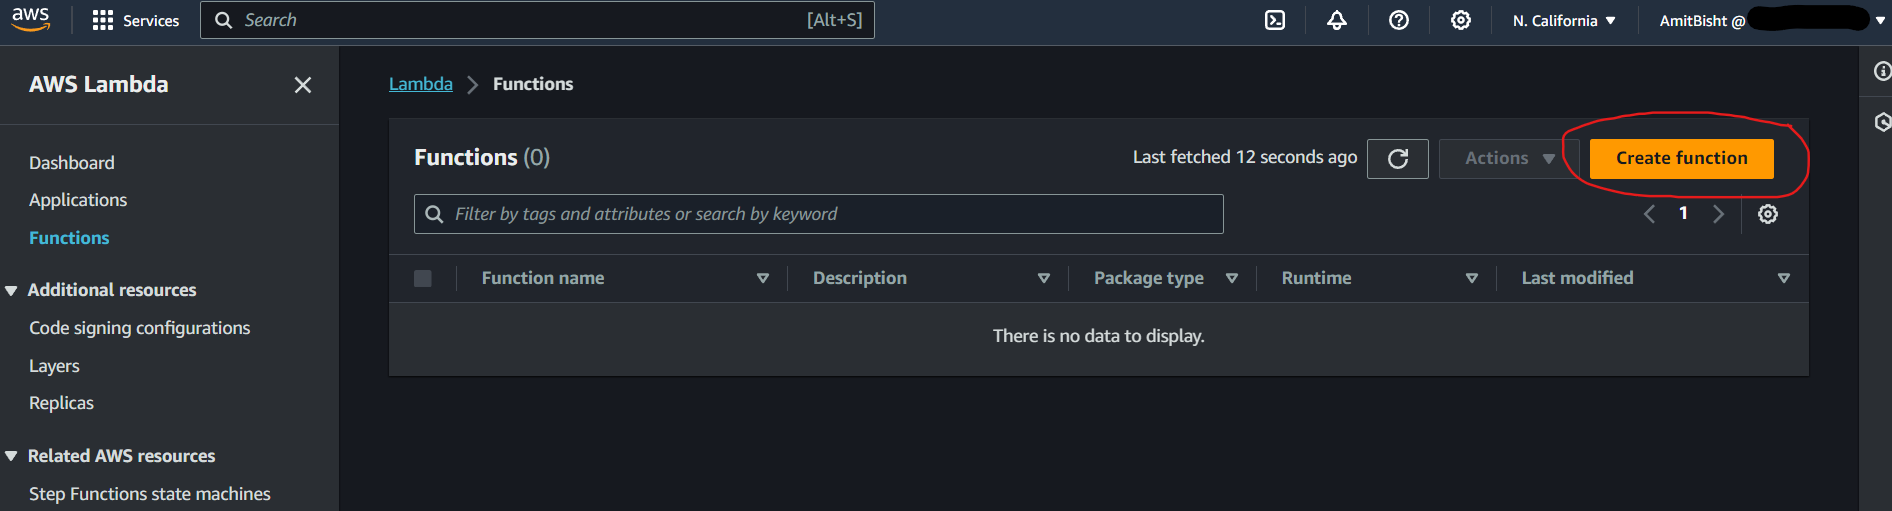 aws Services Search [Alt+S] N. California AmitBisht @
AWS Lambda
Dashboard
Applications
Functions
Additional resources
Code signing configurations
Layers
Replicas
Related AWS resources
Step Functions state machines
Lambda Functions
Functions (0) Last fetched 12 seconds ago Actions Create function
Filter by tags and attributes or search by keyword 1
Function name Description Package type Runtime Last modified
There is no data to display.